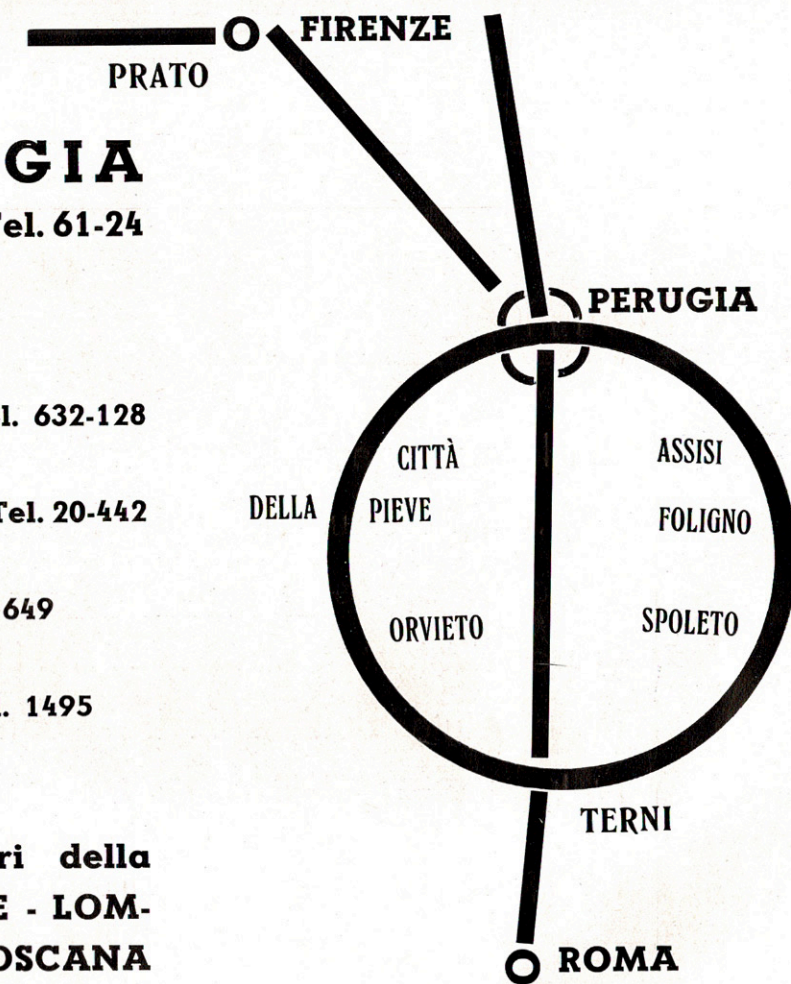 FIRENZE
PRATO
GIA
Tel. 61-24
PERUGIA
l. 632-128
Tel. 20-442
649
. 1495
CITTÀ
DELLA PIEVE
ORVIETO
ASSISI
FOLIGNO
SPOLETO
TERNI
ri della
E - LOM-
OSCANA
ROMA